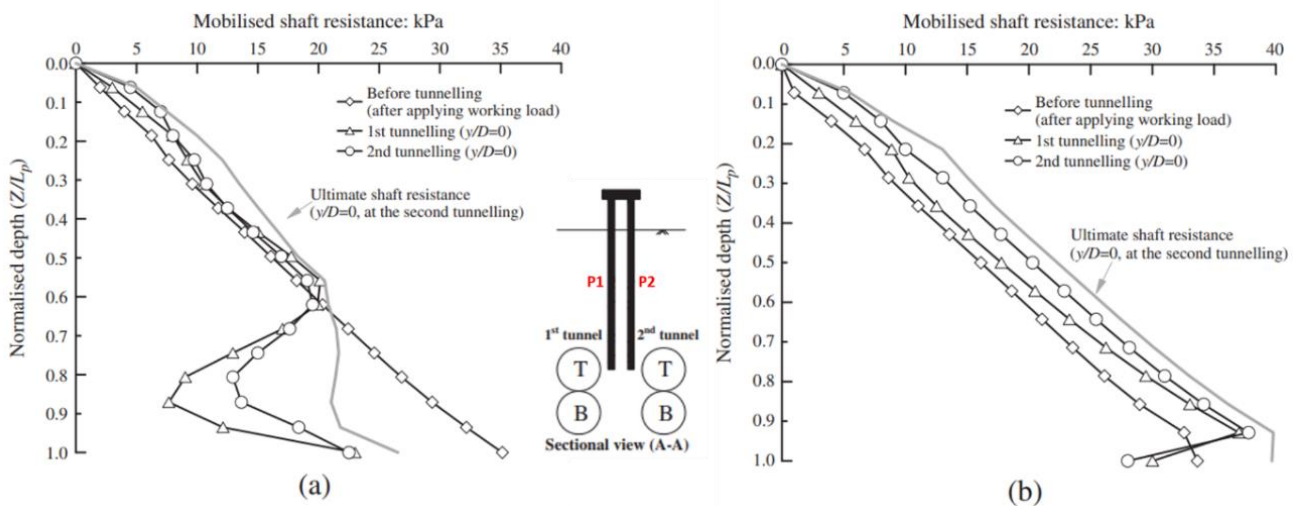 Mobilised shaft resistance: kPa
0 5 10 15 20 25 30 35 40
Normalised depth (Z/Lp)
0.0
0.1
0.2
0.3
0.4
0.5
0.6
0.7
0.8
0.9
1.0
Before tunnelling
(after applying working load)
1st tunnelling (y/D=0)
2nd tunnelling (y/D=0)
Ultimate shaft resistance
(y/D=0, at the second tunnelling)
(a)
P1 P2
1st tunnel 2nd tunnel
T T
B B
Sectional view (A-A)
Mobilised shaft resistance: kPa
0 5 10 15 20 25 30 35 40
Normalised depth (Z/Lp)
0.0
0.1
0.2
0.3
0.4
0.5
0.6
0.7
0.8
0.9
1.0
Before tunnelling
(after applying working load)
1st tunnelling (y/D=0)
2nd tunnelling (y/D=0)
Ultimate shaft resistance
(y/D=0, at the second tunnelling)
(b)